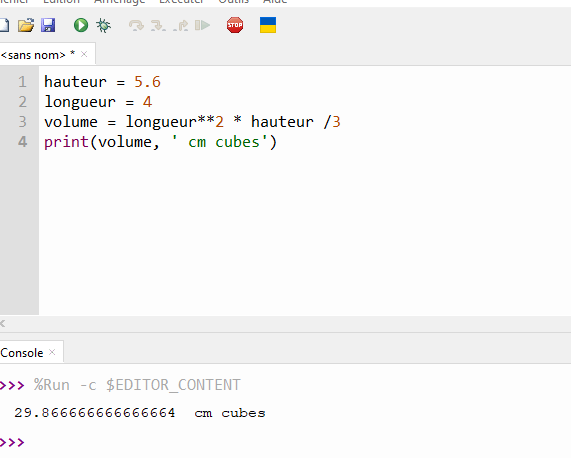 Fichier Édition Affichage Exécuter Outils Aide
STOP
<sans nom> * ×
1 hauteur = 5.6
2 longueur = 4
3 volume = longueur**2 * hauteur /3
4 print(volume, ' cm cubes')
Console ×
>>> %Run -c $EDITOR_CONTENT
29.866666666666664  cm cubes
>>>